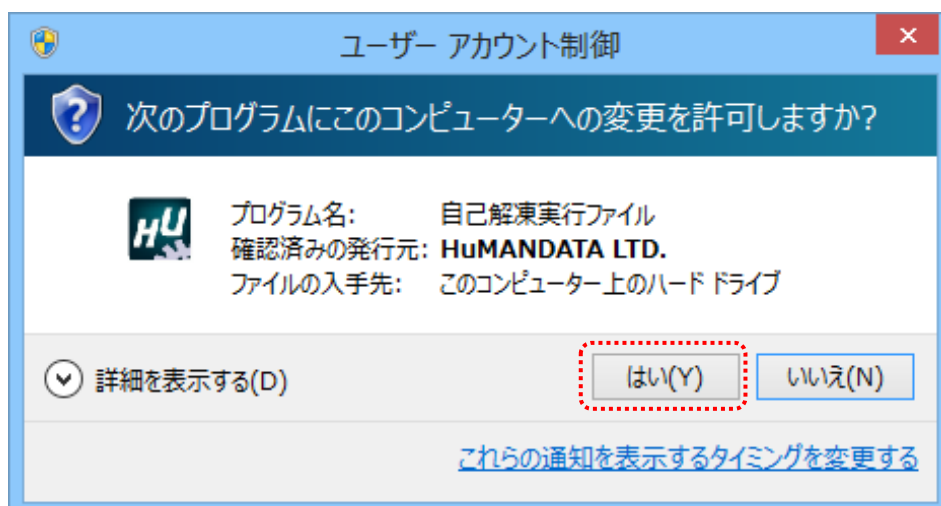 ユーザー アカウント制御
次のプログラムにこのコンピューターへの変更を許可しますか?
HU
プログラム名: 自己解凍実行ファイル
確認済みの発行元: HuMANDATA LTD.
ファイルの入手先: このコンピューター上のハード ドライブ
詳細を表示する(D) はい(Y) いいえ(N)
これらの通知を表示するタイミングを変更する